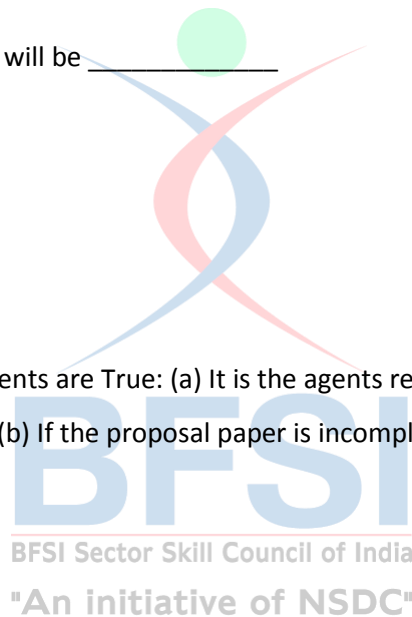 will be _____________
ents are True: (a) It is the agents re
(b) If the proposal paper is incompl
BFSI
BFSI Sector Skill Council of India
"An initiative of NSDC"